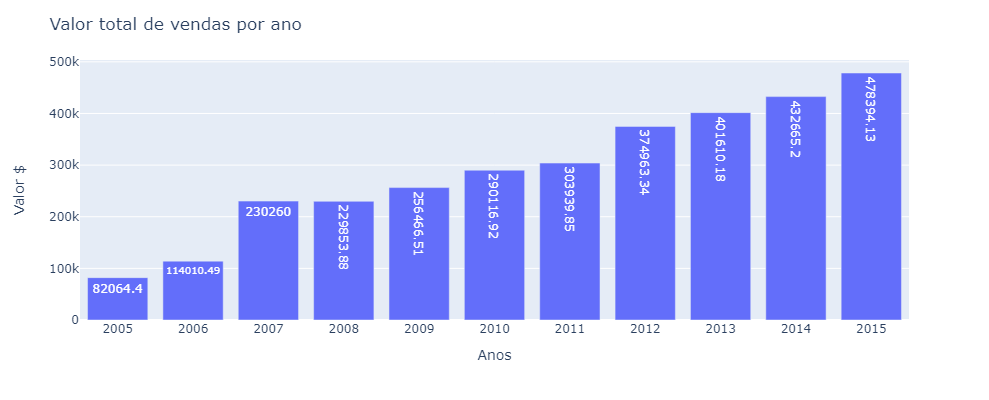 Valor total de vendas por ano
Valor $
500k
400k
300k
200k
100k
0
82064.4
114010.49
230260
229853.88
256466.51
290116.92
303939.85
374963.34
401610.18
432665.2
478394.13
2005
2006
2007
2008
2009
2010
2011
2012
2013
2014
2015
Anos